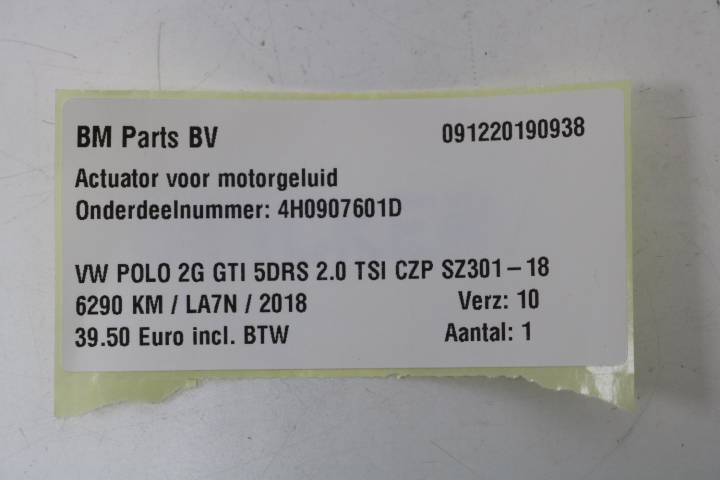 BM Parts BV 091220190938
Actuator voor motorgeluid
Onderdeelnummer: 4H0907601D
VW POLO 2G GTI 5DRS 2.0 TSI CZP SZ301-18
6290 KM / LA7N / 2018 Verz: 10
39.50 Euro incl. BTW Aantal: 1